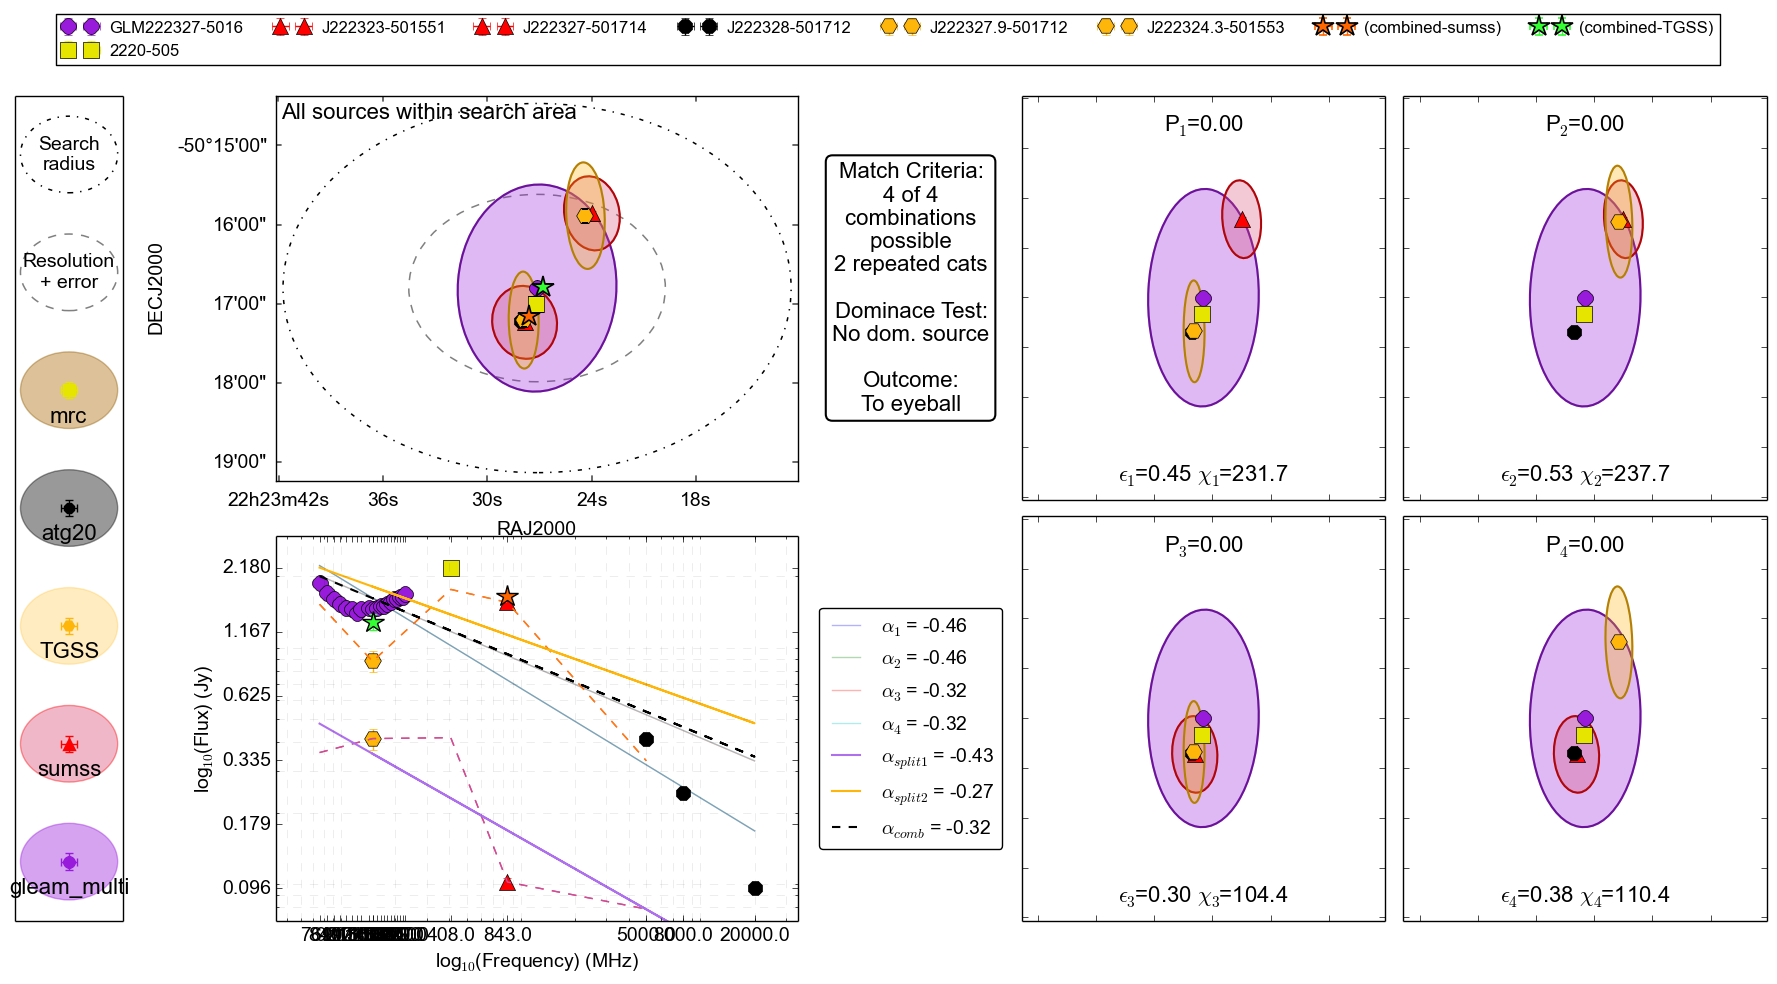 GLM222327-5016 J222323-501551 J222327-501714 J222328-501712 J222327.9-501712 J222324.3-501553 (combined-sumss) (combined-TGSS)
2220-505
Search
radius
Resolution
+ error
mrc
atg20
TGSS
sumss
gleam_multi
All sources within search area
DECJ2000
-50°15'00"
16'00"
17'00"
18'00"
19'00"
22h23m42s 36s 30s 24s 18s
RAJ2000
Match Criteria:
4 of 4
combinations
possible
2 repeated cats
Dominace Test:
No dom. source
Outcome:
To eyeball
P1=0.00
ϵ1=0.45 χ1=231.7
P2=0.00
ϵ2=0.53 χ2=237.7
P3=0.00
ϵ3=0.30 χ3=104.4
P4=0.00
ϵ4=0.38 χ4=110.4
log10(Flux) (Jy)
2.180
1.167
0.625
0.335
0.179
0.096
408.0 843.0 5000.0 8000.0 20000.0
log10(Frequency) (MHz)
α1 = -0.46
α2 = -0.46
α3 = -0.32
α4 = -0.32
αsplit1 = -0.43
αsplit2 = -0.27
αcomb = -0.32